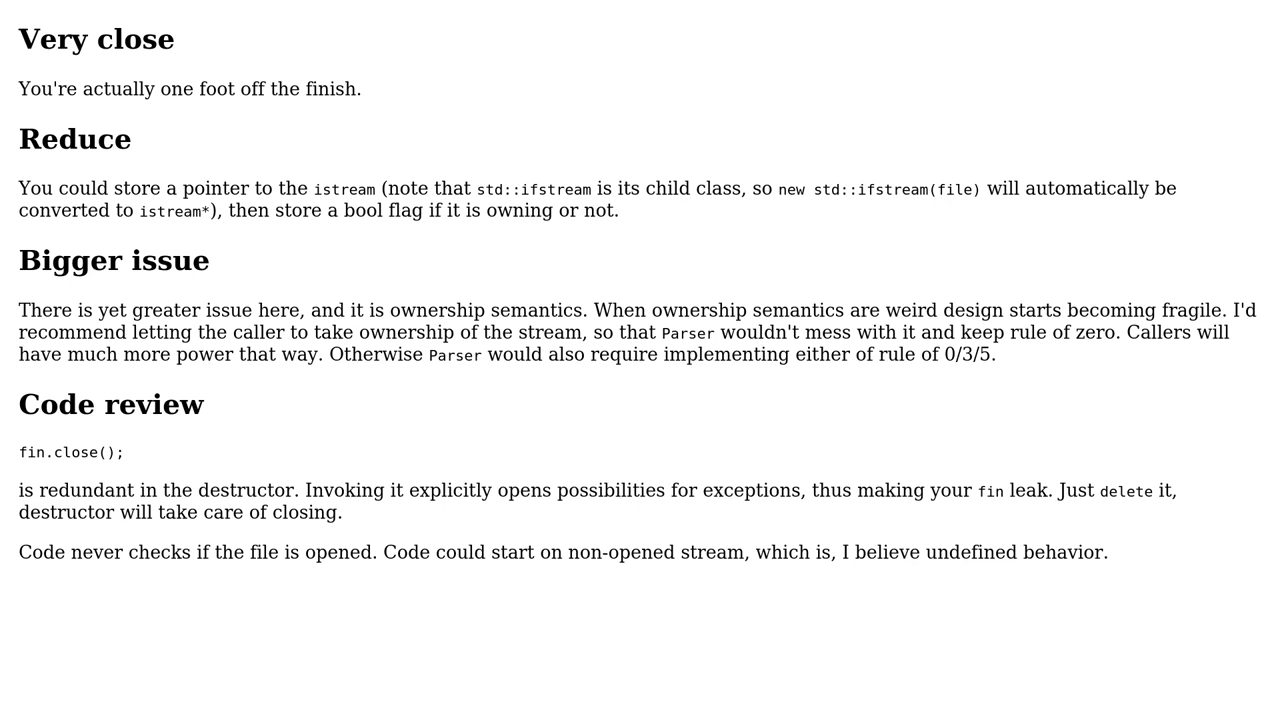 Very close
You're actually one foot off the finish.
Reduce
You could store a pointer to the istream (note that std::ifstream is its child class, so new std::ifstream(file) will automatically be
converted to istream*), then store a bool flag if it is owning or not.
Bigger issue
There is yet greater issue here, and it is ownership semantics. When ownership semantics are weird design starts becoming fragile. I'd
recommend letting the caller to take ownership of the stream, so that Parser wouldn't mess with it and keep rule of zero. Callers will
have much more power that way. Otherwise Parser would also require implementing either of rule of 0/3/5.
Code review
fin.close();
is redundant in the destructor. Invoking it explicitly opens possibilities for exceptions, thus making your fin leak. Just delete it,
destructor will take care of closing.
Code never checks if the file is opened. Code could start on non-opened stream, which is, I believe undefined behavior.